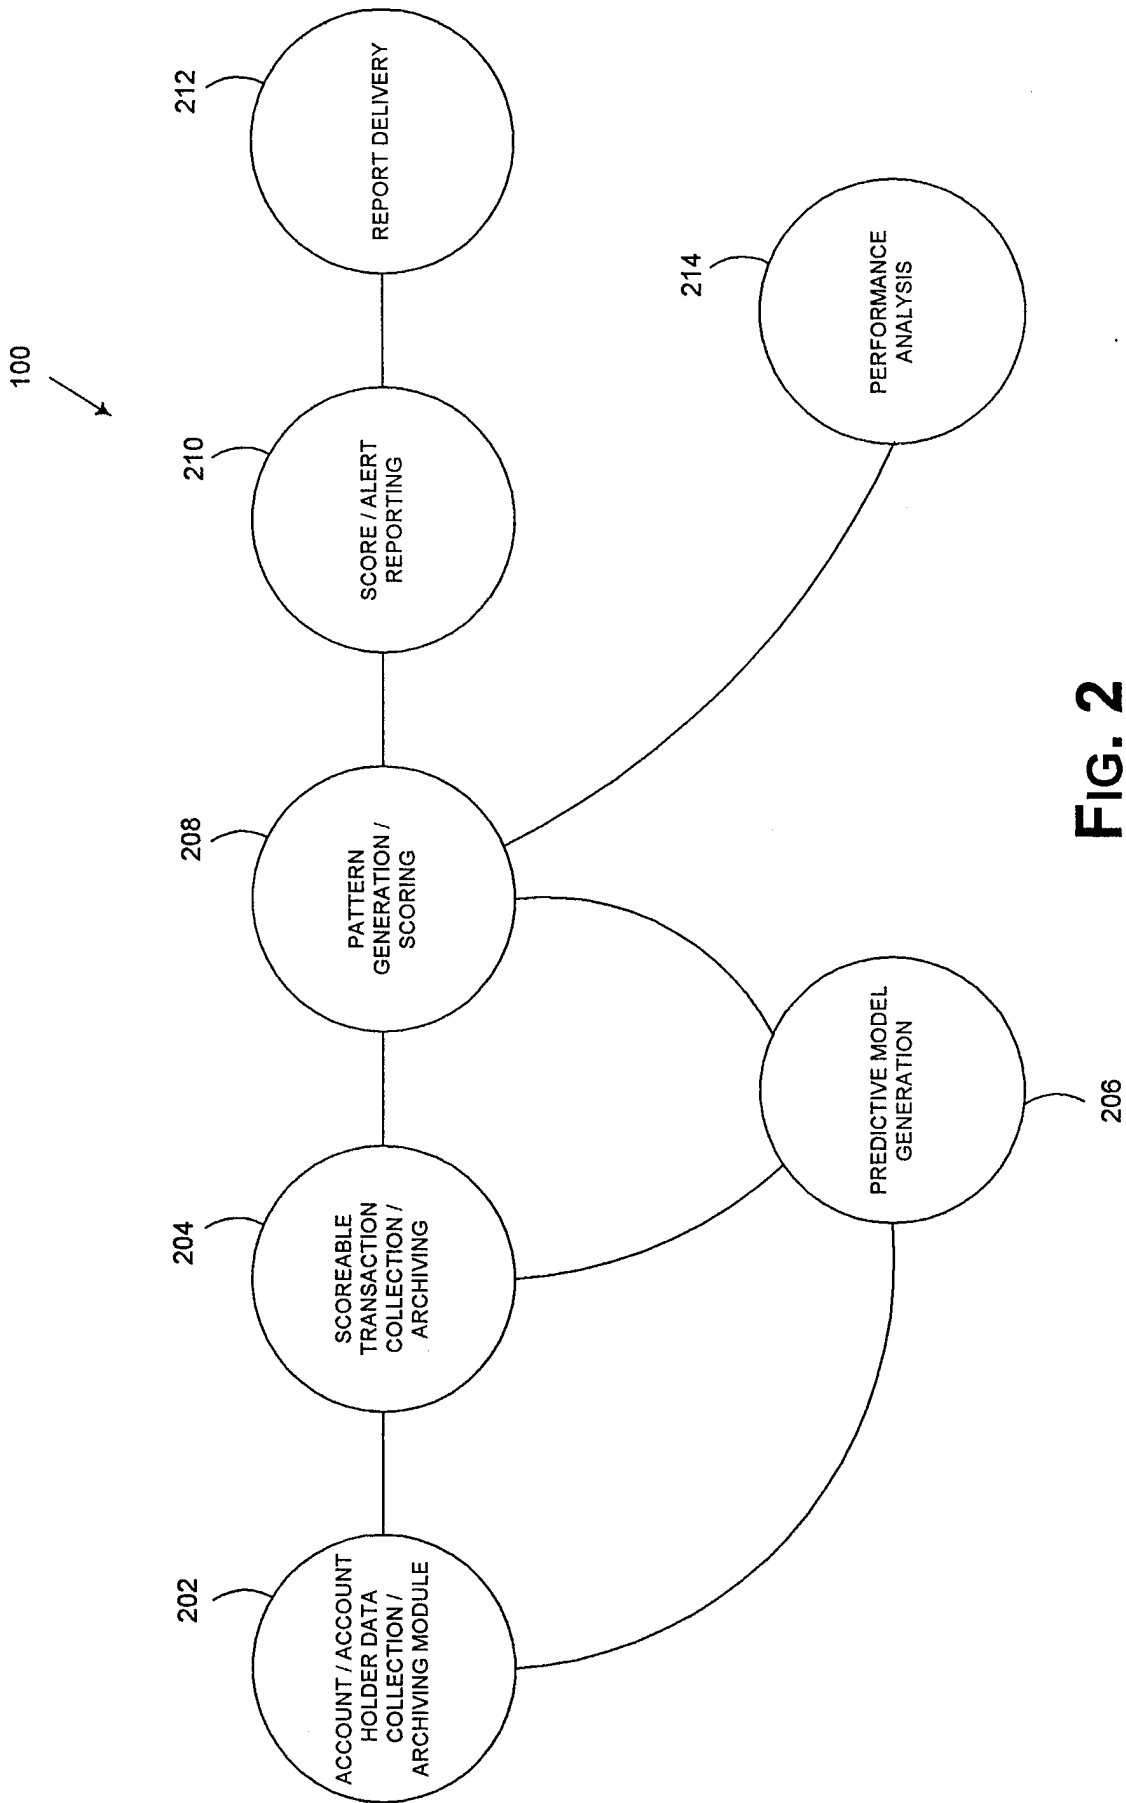 100
202
ACCOUNT / ACCOUNT
HOLDER DATA
COLLECTION /
ARCHIVING MODULE
204
SCOREABLE
TRANSACTION
COLLECTION /
ARCHIVING
208
PATTERN
GENERATION /
SCORING
210
SCORE / ALERT
REPORTING
212
REPORT DELIVERY
PREDICTIVE MODEL
GENERATION
206
214
PERFORMANCE
ANALYSIS
FIG. 2